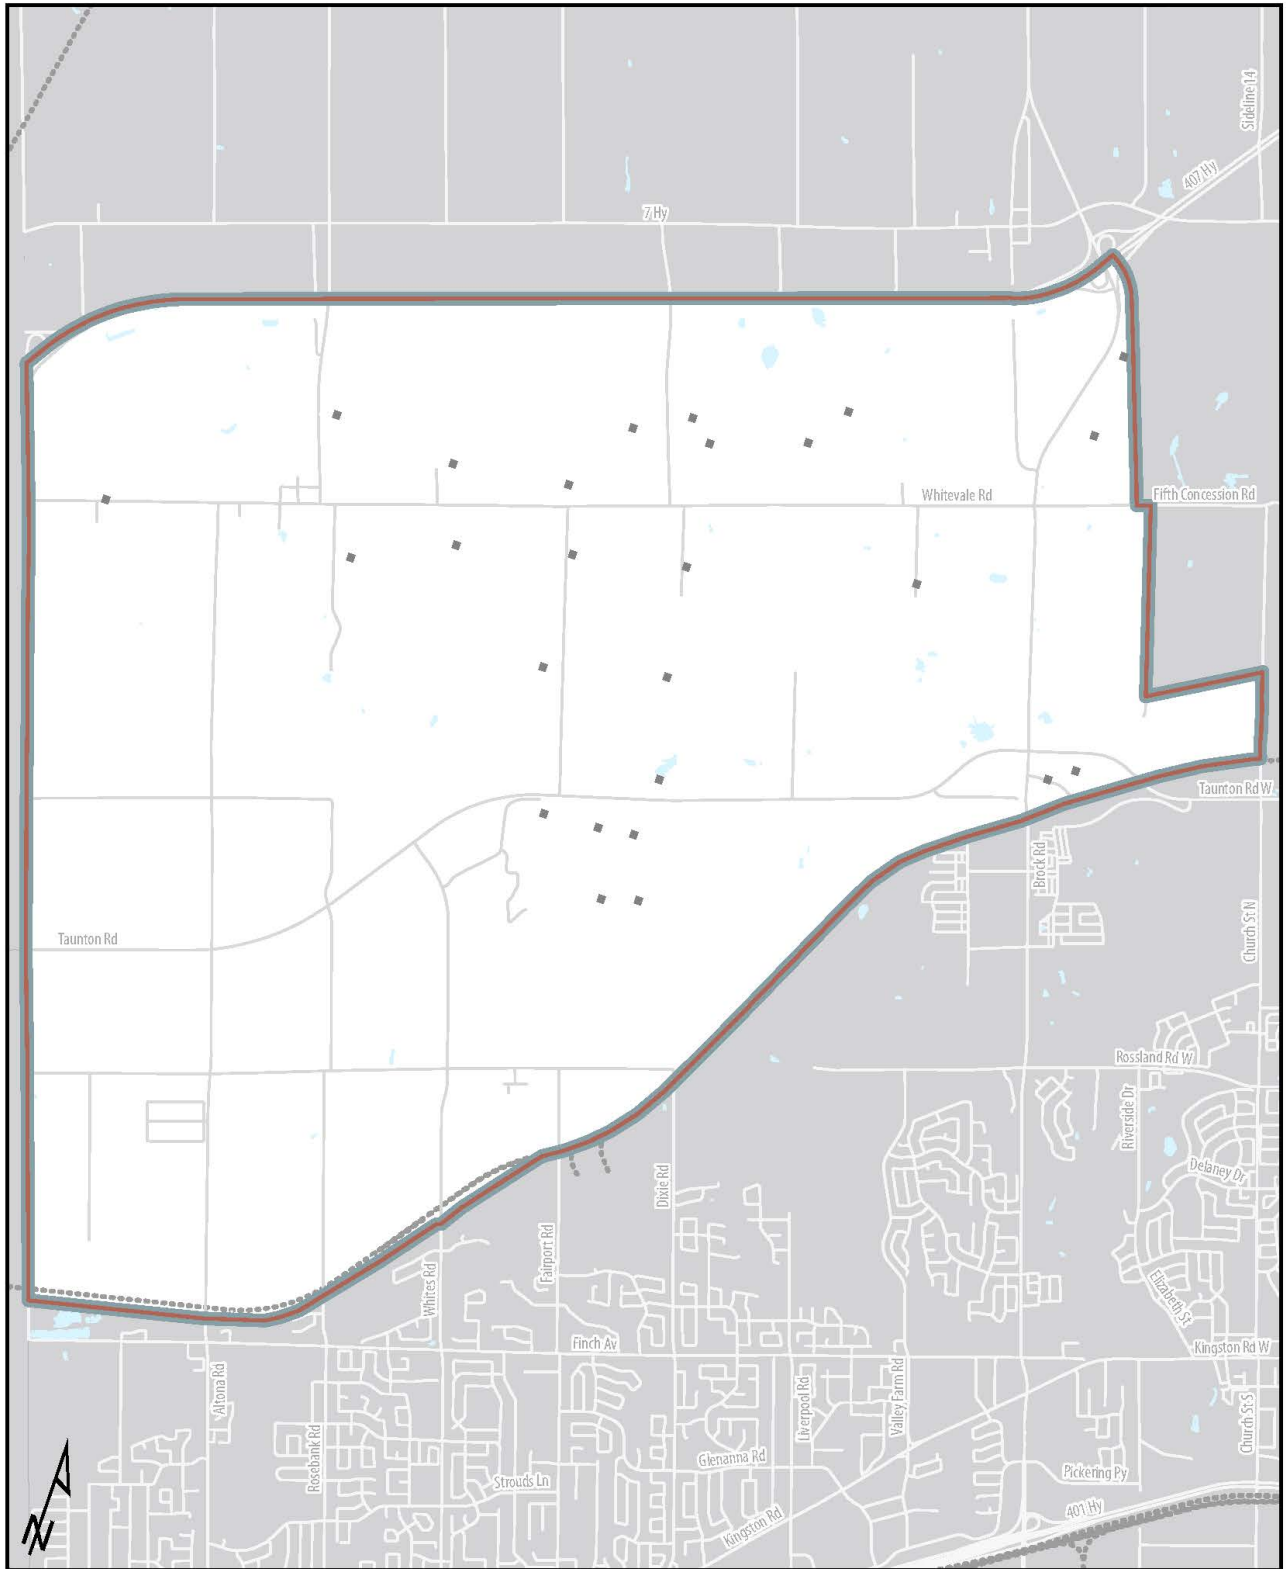 Sideline 14
407 Hy
7 Hy
Whitevale Rd
Fifth Concession Rd
Taunton Rd W
Brock Rd
Church St N
Taunton Rd
Rossland Rd W
Riverside Dr
Delaney Dr
Dixie Rd
Fairport Rd
Whites Rd
Elizabeth St
Finch Av
Kingston Rd W
Altona Rd
Rosebank Rd
Liverpool Rd
Valley Farm Rd
Church St S
Glenanna Rd
Strouds Ln
Pickering Py
Kingston Rd
401 Hy
N